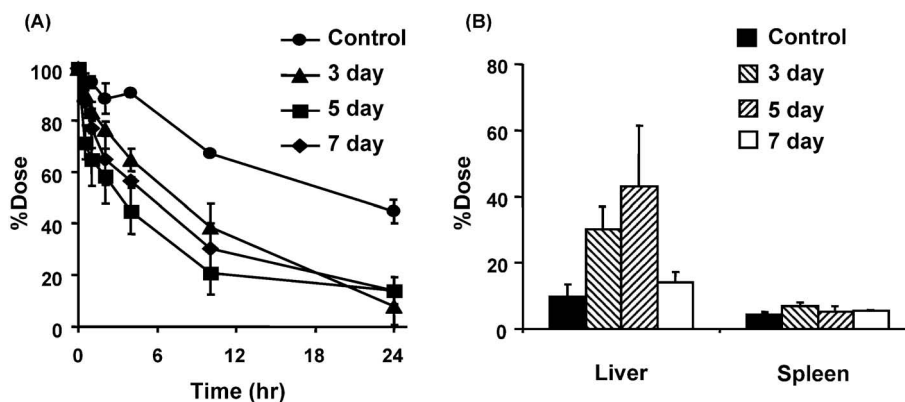 (A)
Control
3 day
5 day
7 day
100
80
60
40
20
0
%Dose
0 6 12 18 24
Time (hr)
(B)
Control
3 day
5 day
7 day
80
60
40
20
0
%Dose
Liver Spleen